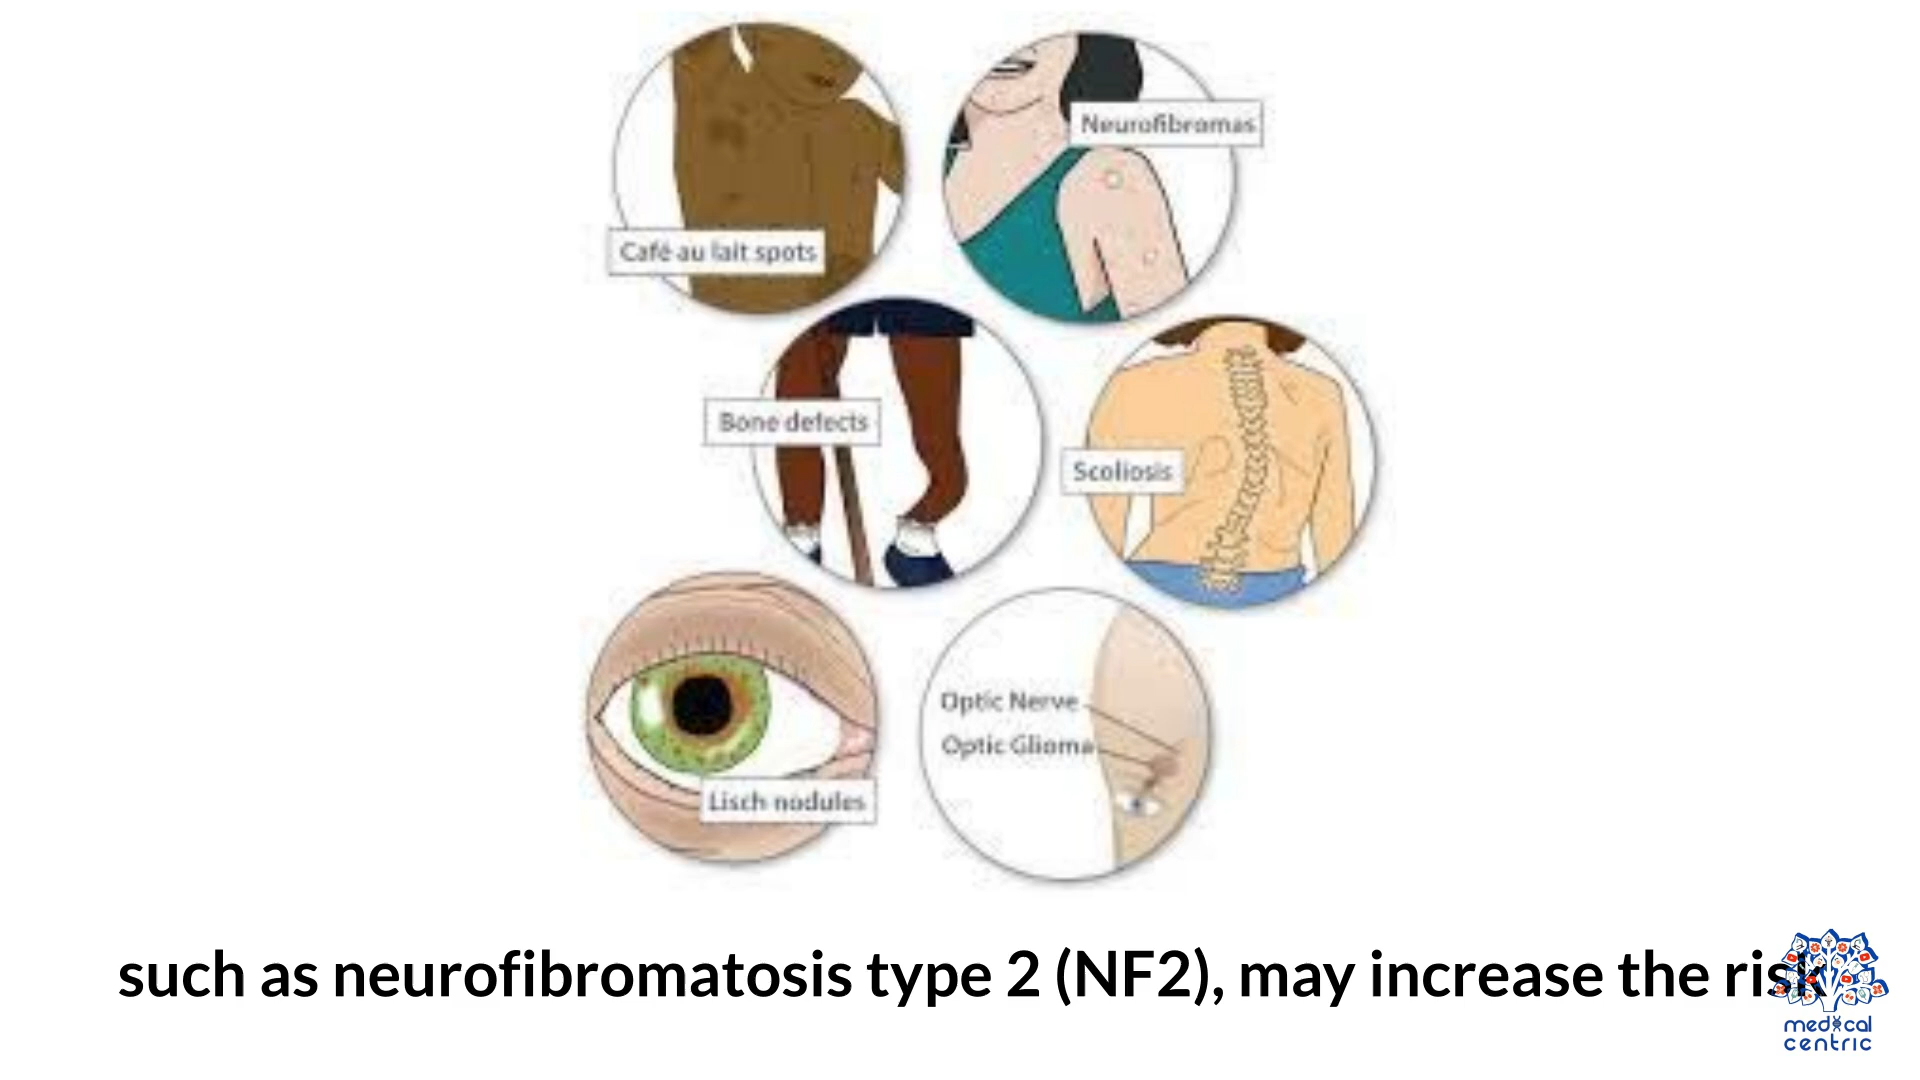 Neurofibromas
Café au lait spots
Bone defects
Scoliosis
Optic Nerve
Optic Glioma
Lisch nodules
such as neurofibromatosis type 2 (NF2), may increase the risk
medical
centric